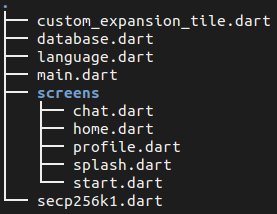 .
custom_expansion_tile.dart
database.dart
language.dart
main.dart
screens
chat.dart
home.dart
profile.dart
splash.dart
start.dart
secp256k1.dart